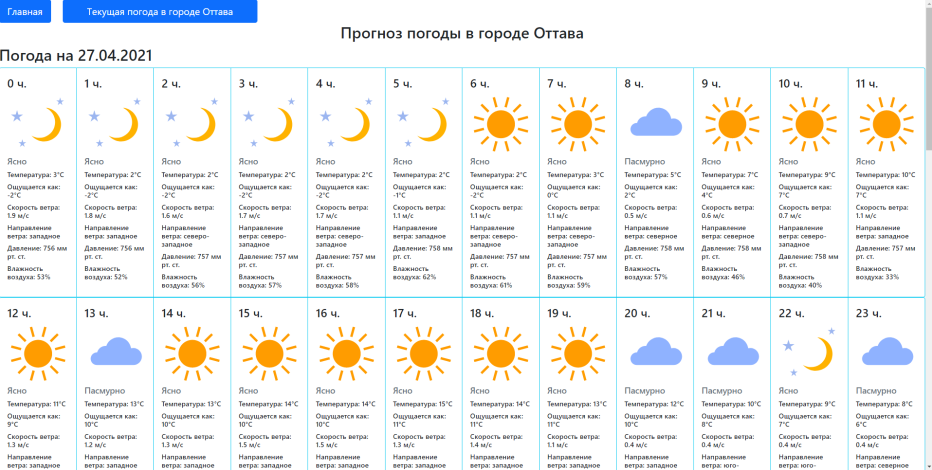 Главная
Текущая погода в городе Оттава
Прогноз погоды в городе Оттава
Погода на 27.04.2021
0 ч.
Ясно
Температура: 3°C
Ощущается как:
-2°C
Скорость ветра:
1.9 м/с
Направление
ветра: западное
Давление: 756 мм
рт. ст.
Влажность
воздуха: 53%
1 ч.
Ясно
Температура: 2°C
Ощущается как:
-2°C
Скорость ветра:
1.8 м/с
Направление
ветра: западное
Давление: 756 мм
рт. ст.
Влажность
воздуха: 52%
2 ч.
Ясно
Температура: 2°C
Ощущается как:
-2°C
Скорость ветра:
1.6 м/с
Направление
ветра: северо-
западное
Давление: 757 мм
рт. ст.
Влажность
воздуха: 56%
3 ч.
Ясно
Температура: 2°C
Ощущается как:
-2°C
Скорость ветра:
1.7 м/с
Направление
ветра: северо-
западное
Давление: 757 мм
рт. ст.
Влажность
воздуха: 57%
4 ч.
Ясно
Температура: 2°C
Ощущается как:
-2°C
Скорость ветра:
1.7 м/с
Направление
ветра: северо-
западное
Давление: 757 мм
рт. ст.
Влажность
воздуха: 58%
5 ч.
Ясно
Температура: 2°C
Ощущается как:
-1°C
Скорость ветра:
1.1 м/с
Направление
ветра: западное
Давление: 758 мм
рт. ст.
Влажность
воздуха: 62%
6 ч.
Ясно
Температура: 2°C
Ощущается как:
-2°C
Скорость ветра:
1.1 м/с
Направление
ветра: северо-
западное
Давление: 757 мм
рт. ст.
Влажность
воздуха: 61%
7 ч.
Ясно
Температура: 3°C
Ощущается как:
0°C
Скорость ветра:
1.1 м/с
Направление
ветра: северо-
западное
Давление: 757 мм
рт. ст.
Влажность
воздуха: 59%
8 ч.
Пасмурно
Температура: 5°C
Ощущается как:
2°C
Скорость ветра:
0.5 м/с
Направление
ветра: северное
Давление: 758 мм
рт. ст.
Влажность
воздуха: 57%
9 ч.
Ясно
Температура: 7°C
Ощущается как:
4°C
Скорость ветра:
0.6 м/с
Направление
ветра: северное
Давление: 758 мм
рт. ст.
Влажность
воздуха: 46%
10 ч.
Ясно
Температура: 9°C
Ощущается как:
7°C
Скорость ветра:
0.7 м/с
Направление
ветра: северо-
западное
Давление: 758 мм
рт. ст.
Влажность
воздуха: 40%
11 ч.
Ясно
Температура: 10°C
Ощущается как:
7°C
Скорость ветра:
1.1 м/с
Направление
ветра: западное
Давление: 757 мм
рт. ст.
Влажность
воздуха: 33%
12 ч.
Ясно
Температура: 11°C
Ощущается как:
9°C
Скорость ветра:
1.3 м/с
Направление
ветра: западное
13 ч.
Пасмурно
Температура: 13°C
Ощущается как:
10°C
Скорость ветра:
1.2 м/с
Направление
ветра: западное
14 ч.
Ясно
Температура: 13°C
Ощущается как:
10°C
Скорость ветра:
1.3 м/с
Направление
ветра: западное
15 ч.
Ясно
Температура: 14°C
Ощущается как:
10°C
Скорость ветра:
1.5 м/с
Направление
ветра: западное
16 ч.
Ясно
Температура: 14°C
Ощущается как:
10°C
Скорость ветра:
1.5 м/с
Направление
ветра: западное
17 ч.
Ясно
Температура: 15°C
Ощущается как:
11°C
Скорость ветра:
1.3 м/с
Направление
ветра: западное
18 ч.
Ясно
Температура: 14°C
Ощущается как:
11°C
Скорость ветра:
1.4 м/с
Направление
ветра: западное
19 ч.
Ясно
Температура: 13°C
Ощущается как:
11°C
Скорость ветра:
1.1 м/с
Направление
ветра: западное
20 ч.
Пасмурно
Температура: 12°C
Ощущается как:
10°C
Скорость ветра:
0.4 м/с
Направление
ветра: западное
21 ч.
Пасмурно
Температура: 10°C
Ощущается как:
8°C
Скорость ветра:
0.4 м/с
Направление
ветра: юго-
22 ч.
Ясно
Температура: 9°C
Ощущается как:
7°C
Скорость ветра:
0.4 м/с
Направление
ветра: юго-
23 ч.
Пасмурно
Температура: 8°C
Ощущается как:
6°C
Скорость ветра:
0.4 м/с
Направление
ветра: северное